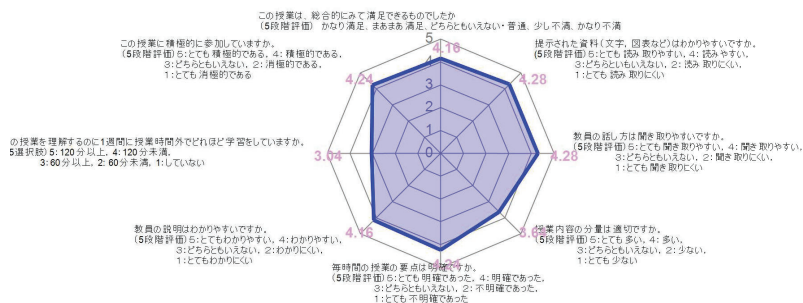 この授業は、総合的にみて満足できるものでしたか
(5段階評価) かなり満足、まあまあ満足、どちらともいえない・普通、少し不満、かなり不満
4.16
提示された資料(文字，図表など)はわかりやすいですか。
(5段階評価)5:とても読み取りやすい，4: 読みやすい，
3:どちらともいえない，2: 読み取りにくい，
1:とても読み取りにくい
4.28
教員の話し方は聞き取りやすいですか。
(5段階評価)5:とても聞き取りやすい，4: 聞き取りやすい，
3:どちらともいえない，2: 聞き取りにくい，
1:とても聞き取りにくい
4.28
授業内容の分量は適切ですか。
(5段階評価)5:とても多い，4: 多い，
3:どちらともいえない，2: 少ない，
1:とても少ない
毎時間の授業の要点は明確ですか。
(5段階評価)5:とても明確であった，4: 明確であった，
3:どちらともいえない，2: 不明確であった，
1:とても不明確であった
教員の説明はわかりやすいですか。
(5段階評価)5:とてもわかりやすい，4: わかりやすい，
3:どちらともいえない，2: わかりにくい，
1:とてもわかりにくい
4.16
の授業を理解するのに1週間に授業時間外でどれほど学習をしていますか。
5選択肢) 5: 120分以上，4: 120分未満，
3: 60分以上，2: 60分未満，1:していない
3.04
この授業に積極的に参加していますか。
(5段階評価)5:とても積極的である，4: 積極的である，
3:どちらともいえない，2: 消極的である，
1:とても消極的である
4.24
5
4
3
2
1
0